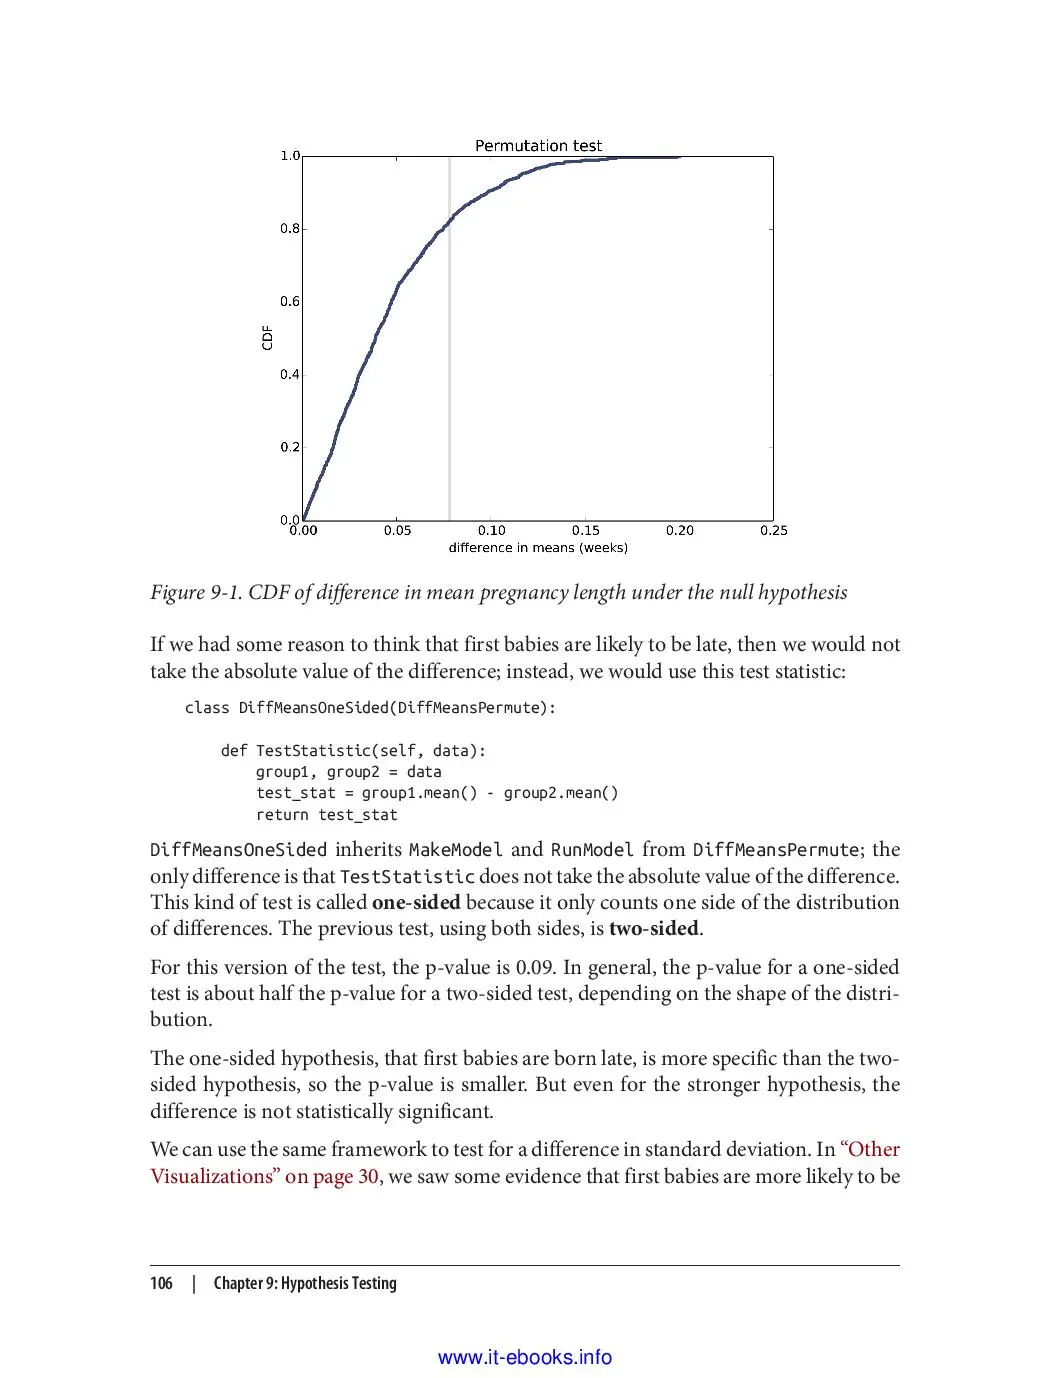 Permutation test
1.0
0.8
0.6
0.4
0.2
0.0
CDF
0.00 0.05 0.10 0.15 0.20 0.25
difference in means (weeks)
Figure 9-1. CDF of difference in mean pregnancy length under the null hypothesis
If we had some reason to think that first babies are likely to be late, then we would not
take the absolute value of the difference; instead, we would use this test statistic:
class DiffMeansOneSided(DiffMeansPermute):
def TestStatistic(self, data):
group1, group2 = data
test_stat = group1.mean() - group2.mean()
return test_stat
DiffMeansOneSided inherits MakeModel and RunModel from DiffMeansPermute; the
only difference is that TestStatistic does not take the absolute value of the difference.
This kind of test is called one-sided because it only counts one side of the distribution
of differences. The previous test, using both sides, is two-sided.
For this version of the test, the p-value is 0.09. In general, the p-value for a one-sided
test is about half the p-value for a two-sided test, depending on the shape of the distri-
bution.
The one-sided hypothesis, that first babies are born late, is more specific than the two-
sided hypothesis, so the p-value is smaller. But even for the stronger hypothesis, the
difference is not statistically significant.
We can use the same framework to test for a difference in standard deviation. In “Other
Visualizations” on page 30, we saw some evidence that first babies are more likely to be
106 | Chapter 9: Hypothesis Testing
www.it-ebooks.info